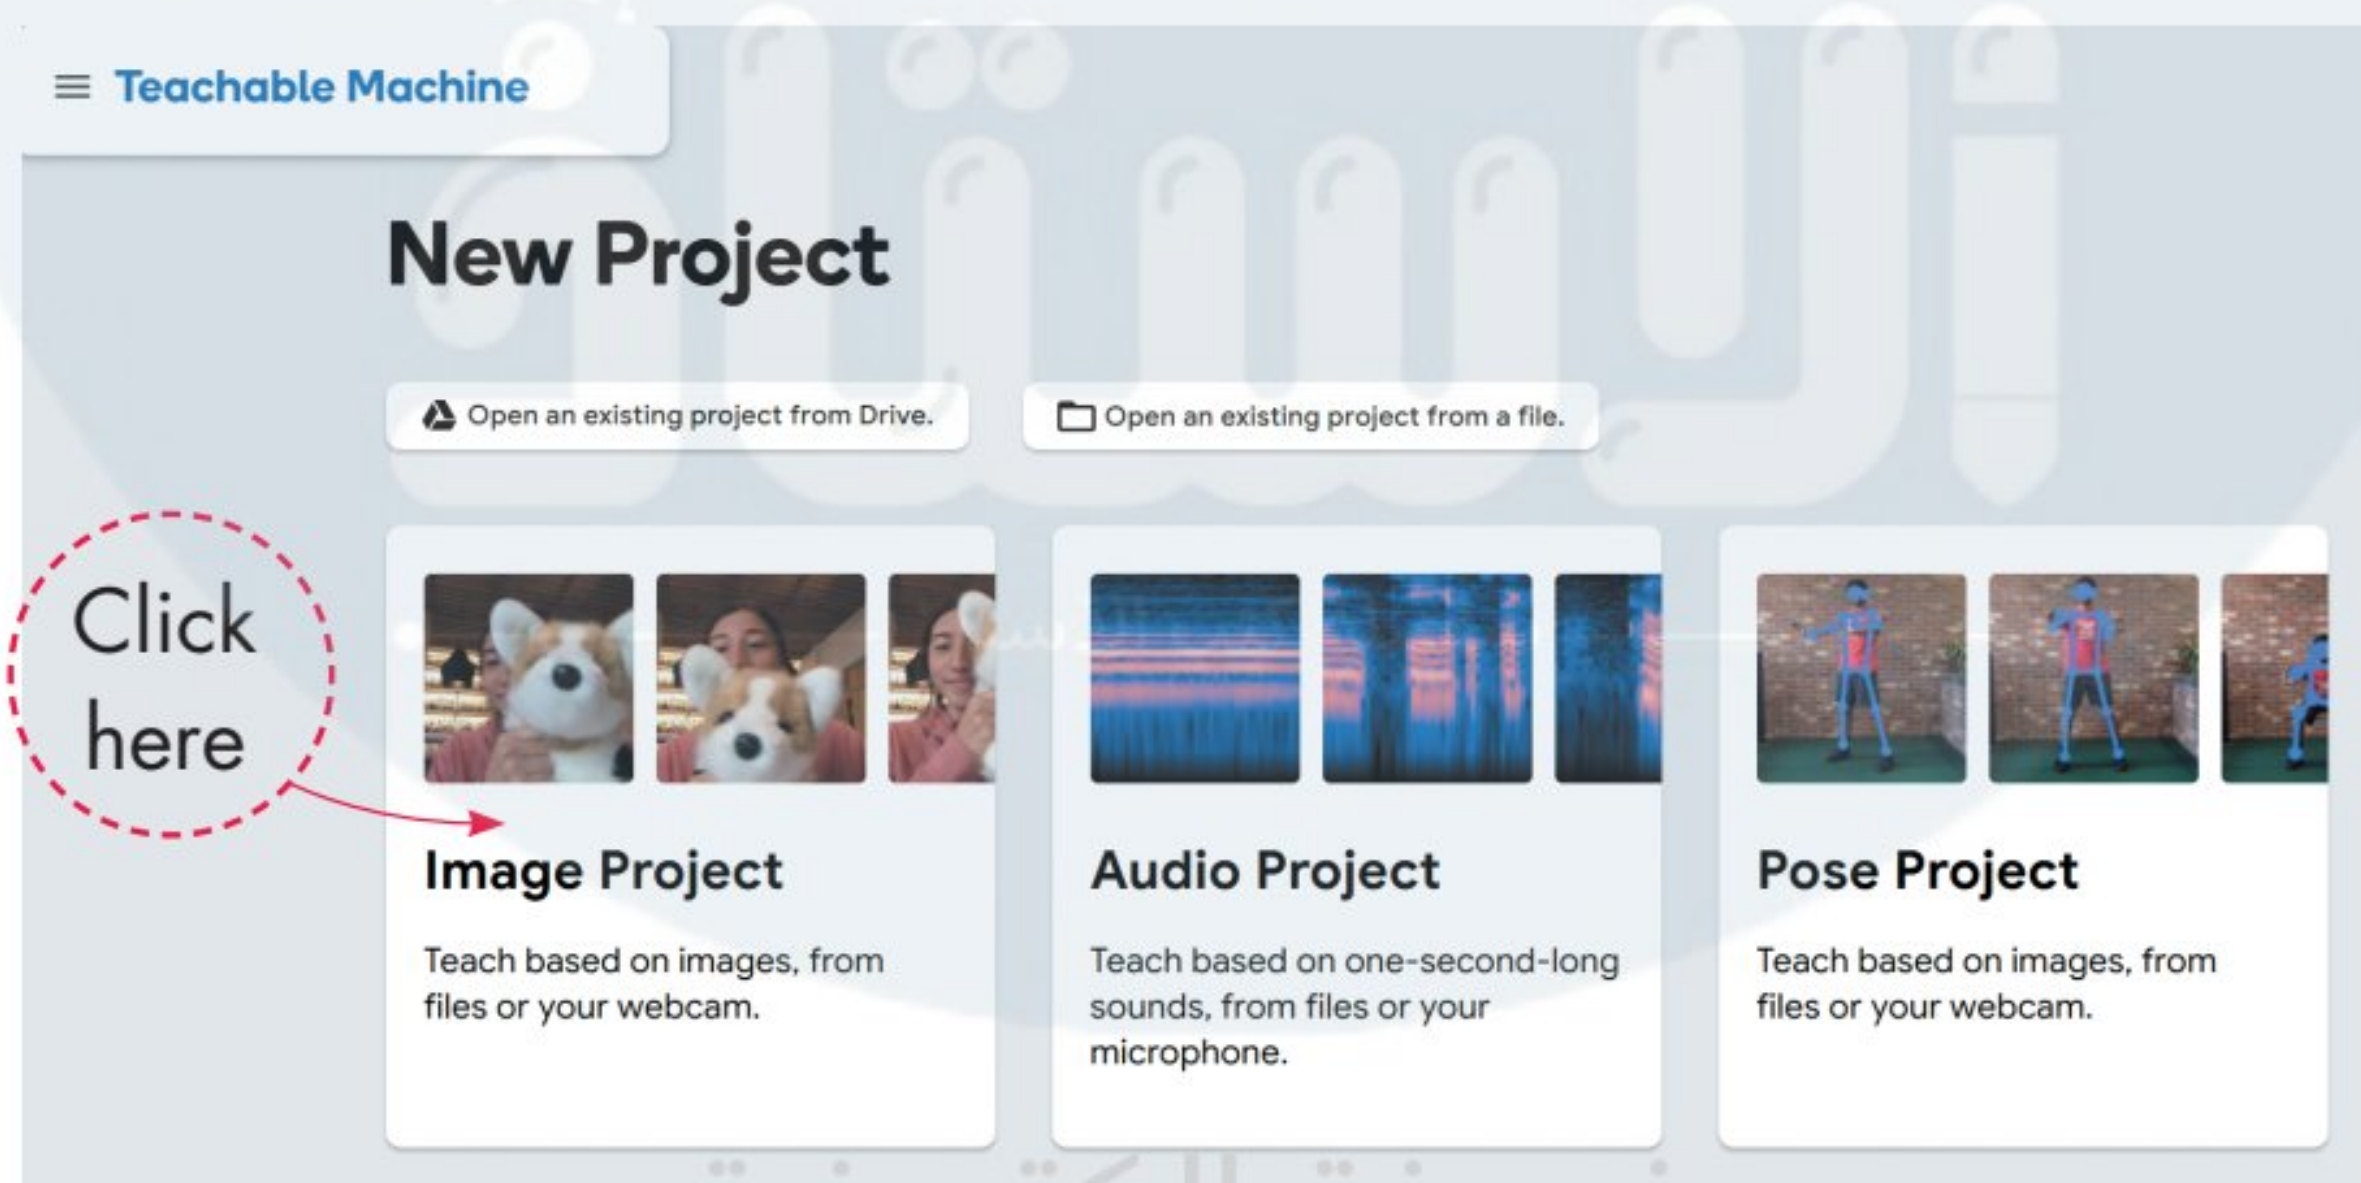 Teachable Machine
New Project
Open an existing project from Drive.
Open an existing project from a file.
Click
here
Image Project
Teach based on images, from
files or your webcam.
Audio Project
Teach based on one-second-long
sounds, from files or your
microphone.
Pose Project
Teach based on images, from
files or your webcam.